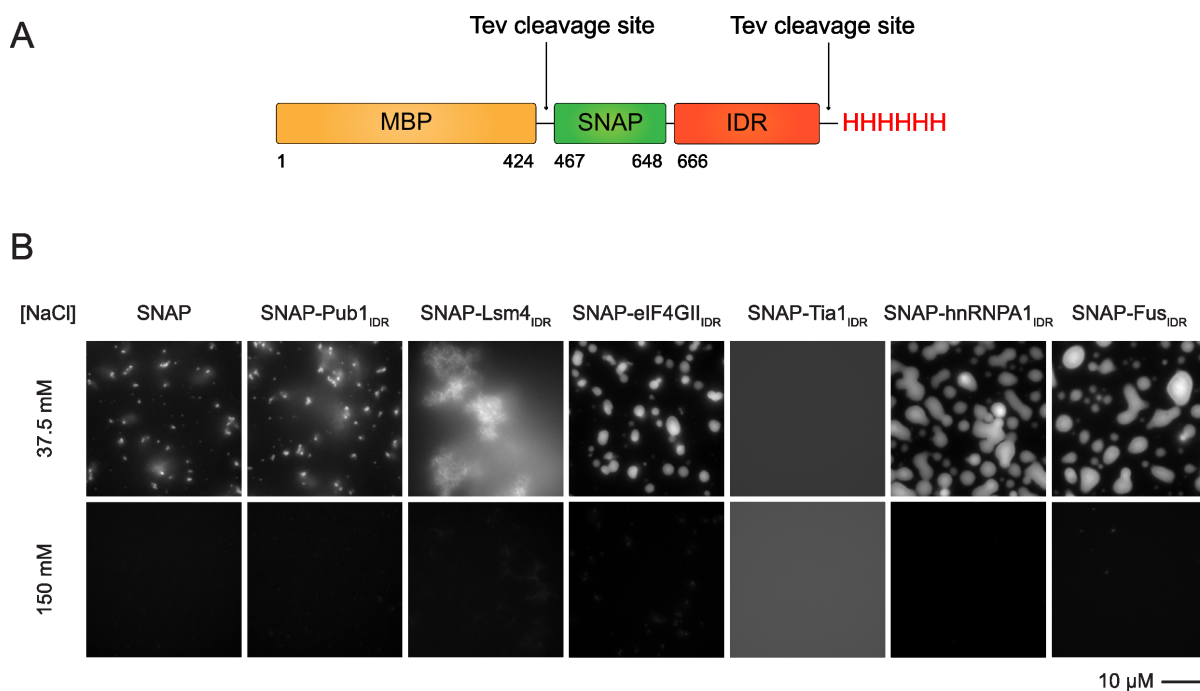 A
Tev cleavage site Tev cleavage site
MBP SNAP IDR HHHHHH
1 424 467 648 666
B
[NaCl] SNAP SNAP-Pub1IDR SNAP-Lsm4IDR SNAP-eIF4GIIIDR SNAP-Tia1IDR SNAP-hnRNPA1IDR SNAP-FusIDR
37.5 mM
150 mM
10 µM